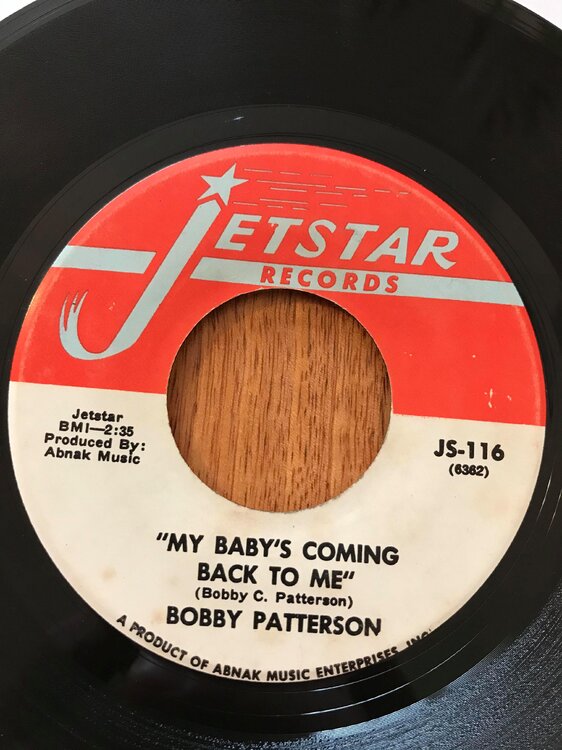 JETSTAR
RECORDS
Jetstar
BMI—2:35
Produced By:
Abnak Music
JS-116
(6362)
"MY BABY'S COMING
BACK TO ME"
(Bobby C. Patterson)
BOBBY PATTERSON
A PRODUCT OF ABNAK MUSIC ENTERPRISES, INC.